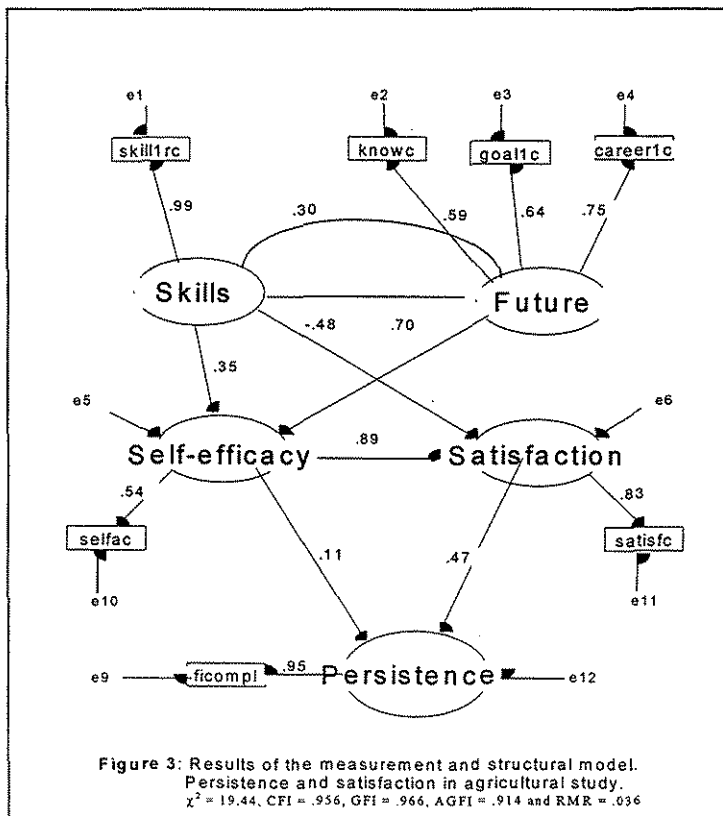 e1 e2 e3 e4
skill1rc knowc goal1c career1c
.99 .30 .59 .64 .75
Skills Future
-.48 .70
.35
e5 e6
Self-efficacy .89 Satisfaction
.54 .83
selfac satisfc
.11 .47
e10 e11
e9 ficompl .95 Persistence e12
Figure 3: Results of the measurement and structural model.
Persistence and satisfaction in agricultural study.
χ² = 19.44, CFI = .956, GFI = .966, AGFI = .914 and RMR = .036